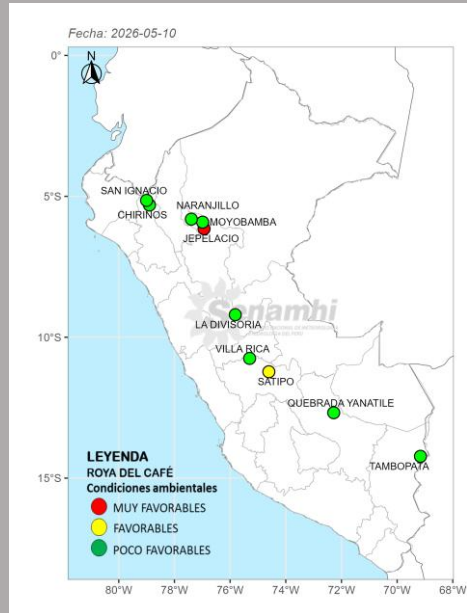 Fecha: 2026-05-10
N
0°
SAN IGNACIO
5°S
CHIRINOS
NARANJILLO
MOYOBAMBA
JEPELACIO
Senamhi
10°S
LA DIVISORIA
VILLA RICA
SATIPO
QUEBRADA YANATILE
TAMBOPATA
15°S
LEYENDA
ROYA DEL CAFÉ
Condiciones ambientales
MUY FAVORABLES
FAVORABLES
POCO FAVORABLES
80°W 78°W 76°W 74°W 72°W 70°W 68°W